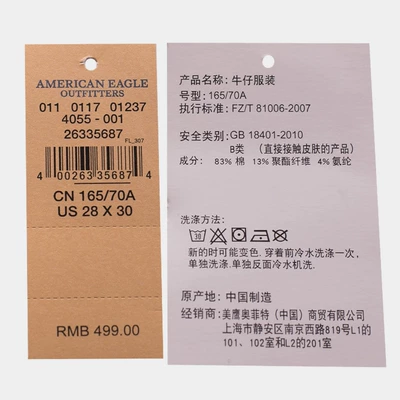 AMERICAN EAGLE
OUTFITTERS
011 0117 01237
4055 - 001
26335687
FL_307
4 00263 35687 4
CN 165/70A
US 28 X 30
RMB 499.00
产品名称: 牛仔服装
号型: 165/70A
执行标准: FZ/T 81006-2007
安全类别: GB 18401-2010
B类 （直接接触皮肤的产品）
成分: 83% 棉 13% 聚酯纤维 4% 氨纶
洗涤方法:
30
新的时可能变色. 穿着前冷水洗涤一次,
单独洗涤.单独反面冷水机洗.
原产地: 中国制造
经销商: 美鹰奥菲特（中国）商贸有限公司
上海市静安区南京西路819号L1的
101、102室和L2的201室